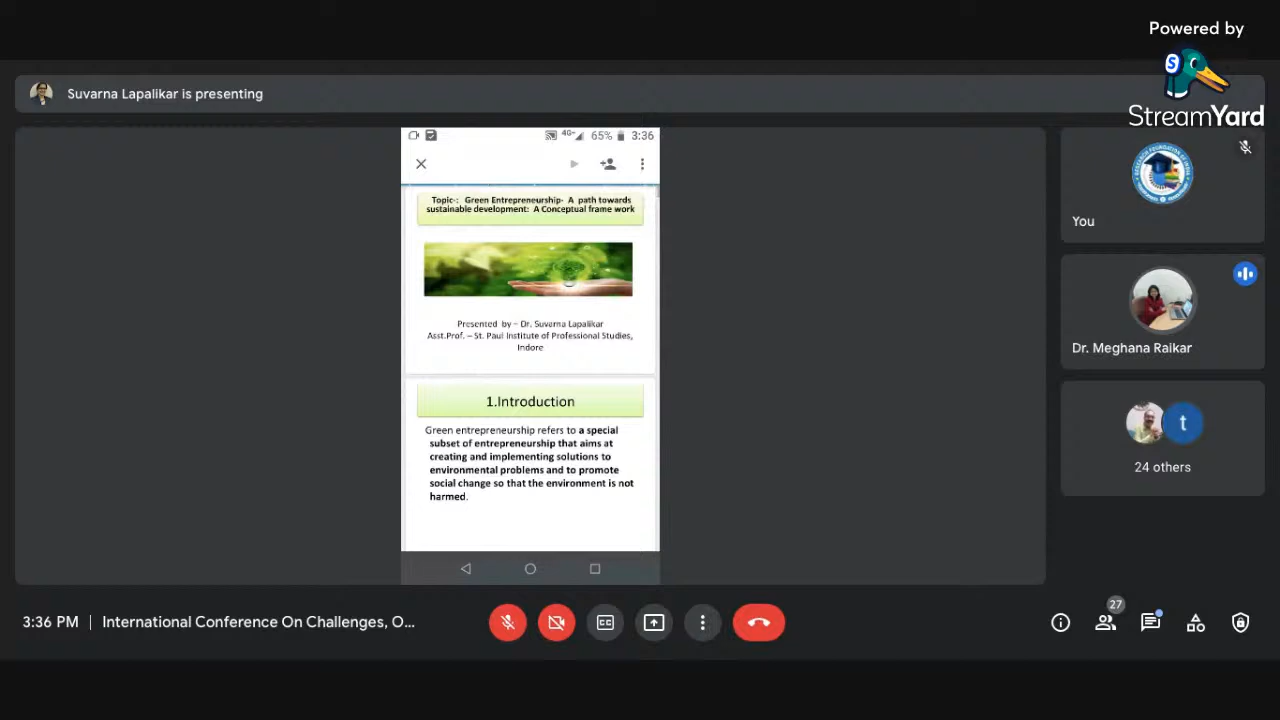 Powered by
StreamYard
Suvarna Lapalikar is presenting
4G 65% 3:36
Topic-: Green Entrepreneurship- A path towards
sustainable development: A Conceptual frame work
Presented by – Dr. Suvarna Lapalikar
Asst.Prof. – St. Paul Institute of Professional Studies,
Indore
1.Introduction
Green entrepreneurship refers to a special
subset of entrepreneurship that aims at
creating and implementing solutions to
environmental problems and to promote
social change so that the environment is not
harmed.
You
Dr. Meghana Raikar
t
24 others
3:36 PM | International Conference On Challenges, O...
CC
27